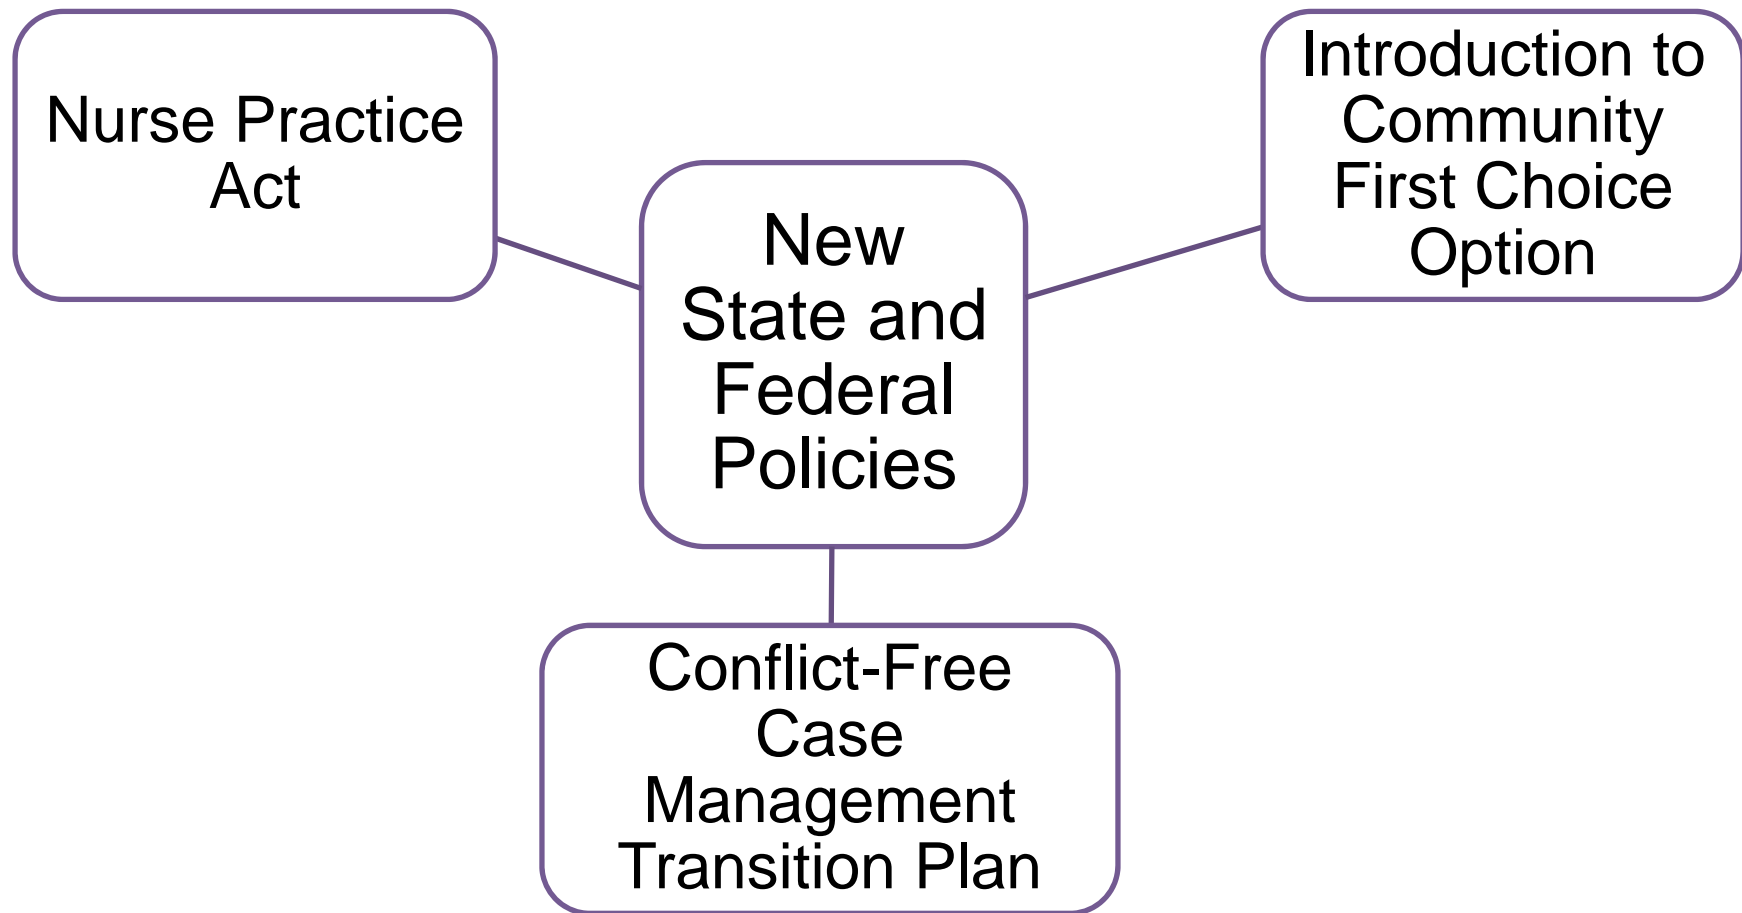 Nurse Practice
Act
Introduction to
Community
First Choice
Option
New
State and
Federal
Policies
Conflict-Free
Case
Management
Transition Plan